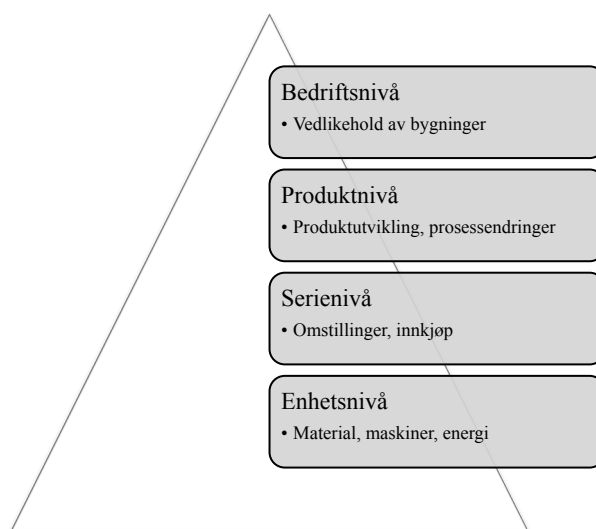 Bedriftsnivå
• Vedlikehold av bygninger
Produktnivå
• Produktutvikling, prosessendringer
Serienivå
• Omstillinger, innkjøp
Enhetsnivå
• Material, maskiner, energi